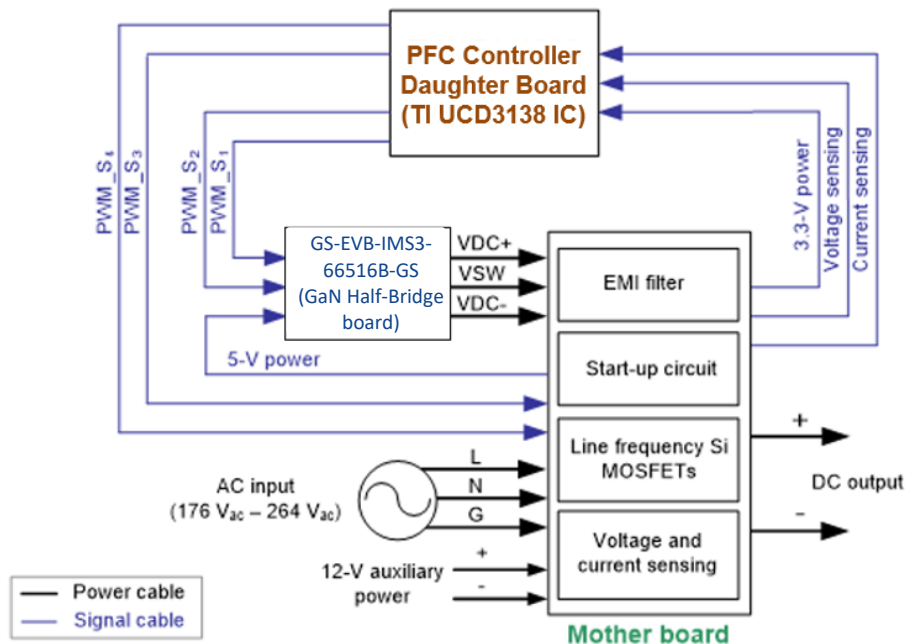 PFC Controller
Daughter Board
(TI UCD3138 IC)
PWM_S₄
PWM_S₃
PWM_S₂
PWM_S₁
3.3-V power
Voltage sensing
Current sensing
GS-EVB-IMS3-
66516B-GS
(GaN Half-Bridge
board)
VDC+
VSW
VDC-
5-V power
EMI filter
Start-up circuit
Line frequency Si
MOSFETs
Voltage and
current sensing
AC input
(176 Vac – 264 Vac)
L
N
G
+
DC output
-
12-V auxiliary
power
+
-
Power cable
Signal cable
Mother board